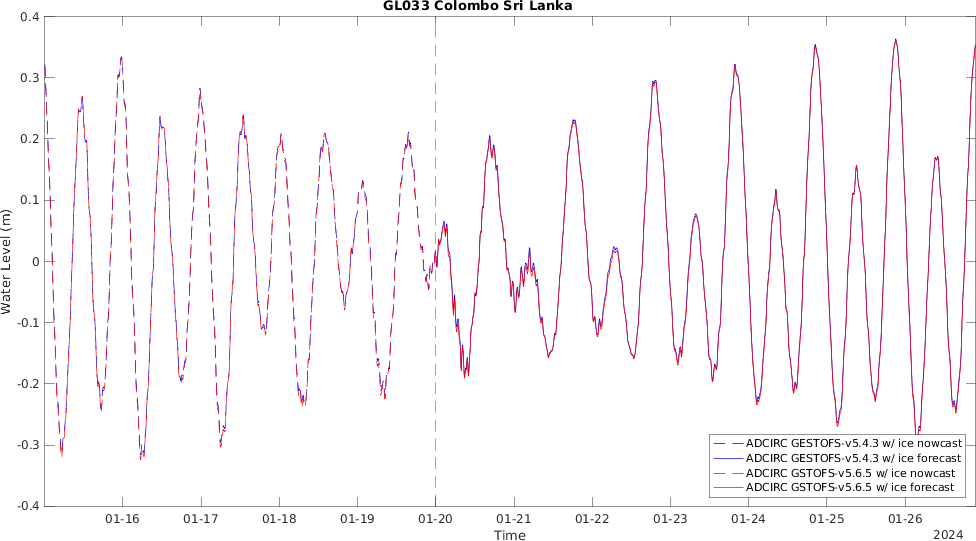 GL033 Colombo Sri Lanka
0.4
0.3
0.2
0.1
0
-0.1
-0.2
-0.3
-0.4
Water Level (m)
ADCIRC GESTOFS-v5.4.3 w/ ice nowcast
ADCIRC GESTOFS-v5.4.3 w/ ice forecast
ADCIRC GSTOFS-v5.6.5 w/ ice nowcast
ADCIRC GSTOFS-v5.6.5 w/ ice forecast
01-16 01-17 01-18 01-19 01-20 01-21 01-22 01-23 01-24 01-25 01-26
Time
2024